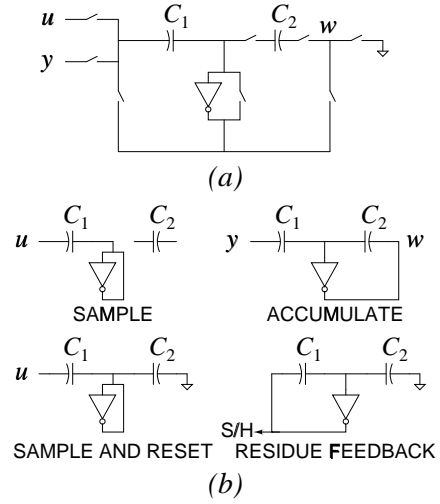 u
C1
C2
w
y
(a)
C1
C2
u
SAMPLE
C1
C2
y
w
ACCUMULATE
C1
C2
u
SAMPLE AND RESET
C1
C2
S/H
RESIDUE FEEDBACK
(b)